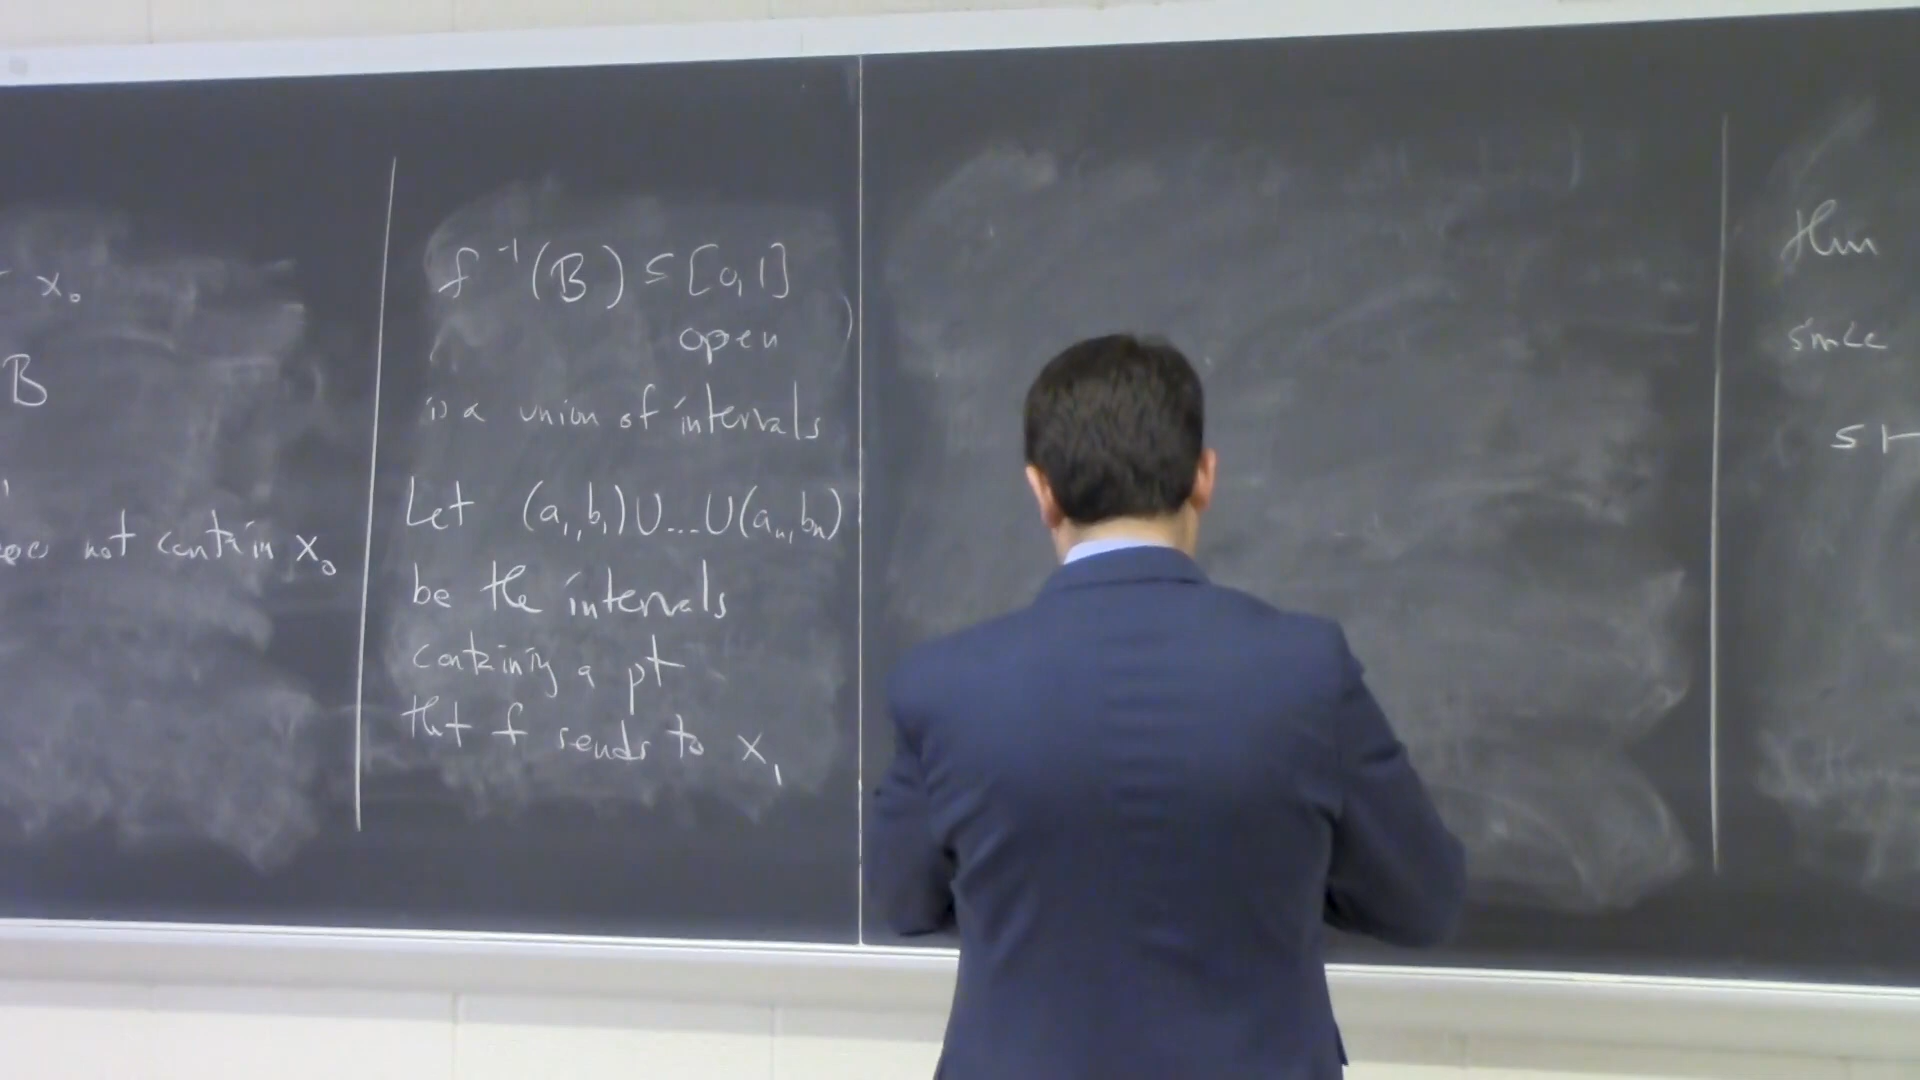 x₀
B
not contain x₀
f⁻¹(B) ⊆ [0,1]
open
is a union of intervals
Let (a₁,b₁)∪...∪(aₙ,bₙ)
be the intervals
containing a pt
that f sends to x₁
then
since
s ↦